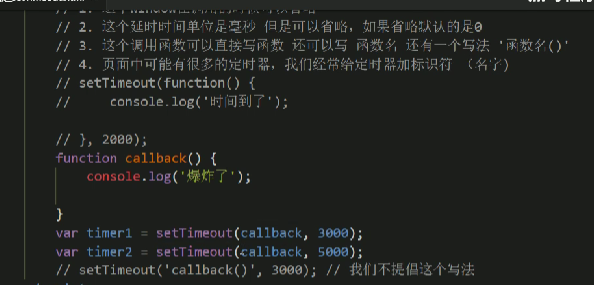 // 2. 这个延时时间单位是毫秒 但是可以省略，如果省略默认的是0
// 3. 这个调用函数可以直接写函数 还可以写 函数名 还有一个写法 '函数名()'
// 4. 页面中可能有很多的定时器，我们经常给定时器加标识符 （名字)
// setTimeout(function() {
//     console.log('时间到了');
// }, 2000);
function callback() {
console.log('爆炸了');
}
var timer1 = setTimeout(callback, 3000);
var timer2 = setTimeout(callback, 5000);
// setTimeout('callback()', 3000); // 我们不提倡这个写法